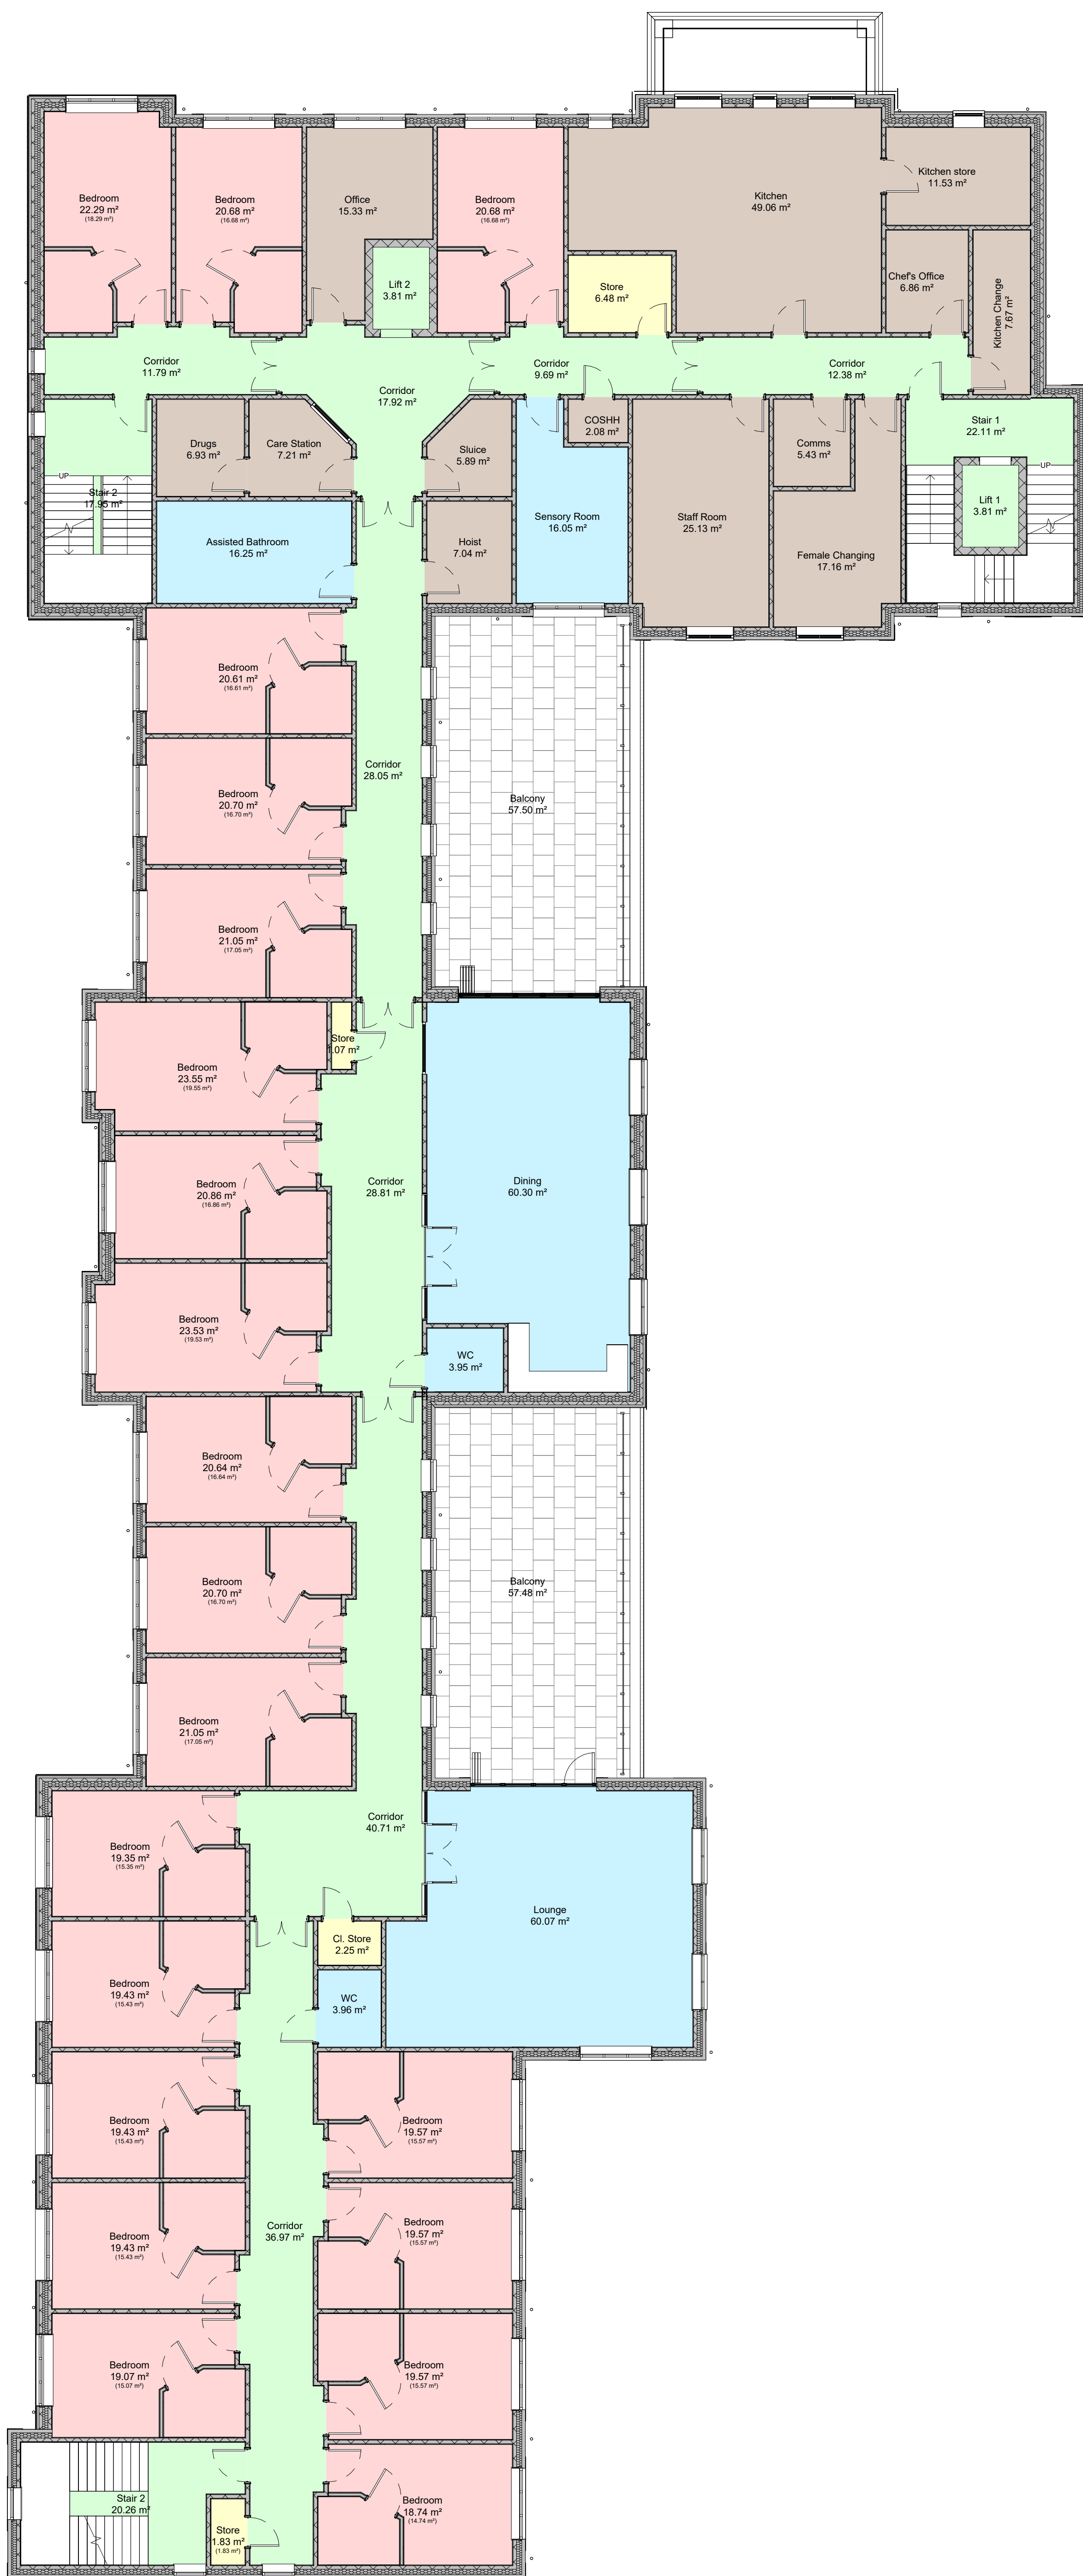 Bedroom
22.29 m²
(18.29 m²)
Bedroom
20.68 m²
(16.68 m²)
Office
15.33 m²
Lift 2
3.81 m²
Bedroom
20.68 m²
(16.68 m²)
Kitchen
49.06 m²
Kitchen store
11.53 m²
Store
6.48 m²
Chef's Office
6.86 m²
Kitchen Change
7.67 m²
Corridor
11.79 m²
Corridor
17.92 m²
Corridor
9.69 m²
Corridor
12.38 m²
UP
Stair 2
17.95 m²
Drugs
6.93 m²
Care Station
7.21 m²
Sluice
5.89 m²
COSHH
2.08 m²
Comms
5.43 m²
Stair 1
22.11 m²
UP
Lift 1
3.81 m²
Assisted Bathroom
16.25 m²
Hoist
7.04 m²
Sensory Room
16.05 m²
Staff Room
25.13 m²
Female Changing
17.16 m²
Bedroom
20.61 m²
(16.61 m²)
Corridor
28.05 m²
Bedroom
20.70 m²
(16.70 m²)
Balcony
57.50 m²
Bedroom
21.05 m²
(17.05 m²)
Store
1.07 m²
Bedroom
23.55 m²
(19.55 m²)
Bedroom
20.86 m²
(16.86 m²)
Corridor
28.81 m²
Dining
60.30 m²
Bedroom
23.53 m²
(19.53 m²)
WC
3.95 m²
Bedroom
20.64 m²
(16.64 m²)
Bedroom
20.70 m²
(16.70 m²)
Balcony
57.48 m²
Bedroom
21.05 m²
(17.05 m²)
Corridor
40.71 m²
Bedroom
19.35 m²
(15.35 m²)
Lounge
60.07 m²
Cl. Store
2.25 m²
Bedroom
19.43 m²
(15.43 m²)
WC
3.96 m²
Bedroom
19.43 m²
(15.43 m²)
Bedroom
19.57 m²
(15.57 m²)
Bedroom
19.43 m²
(15.43 m²)
Corridor
36.97 m²
Bedroom
19.57 m²
(15.57 m²)
Bedroom
19.07 m²
(15.07 m²)
Bedroom
19.57 m²
(15.57 m²)
Stair 2
20.26 m²
Store
1.83 m²
(1.83 m²)
Bedroom
18.74 m²
(14.74 m²)